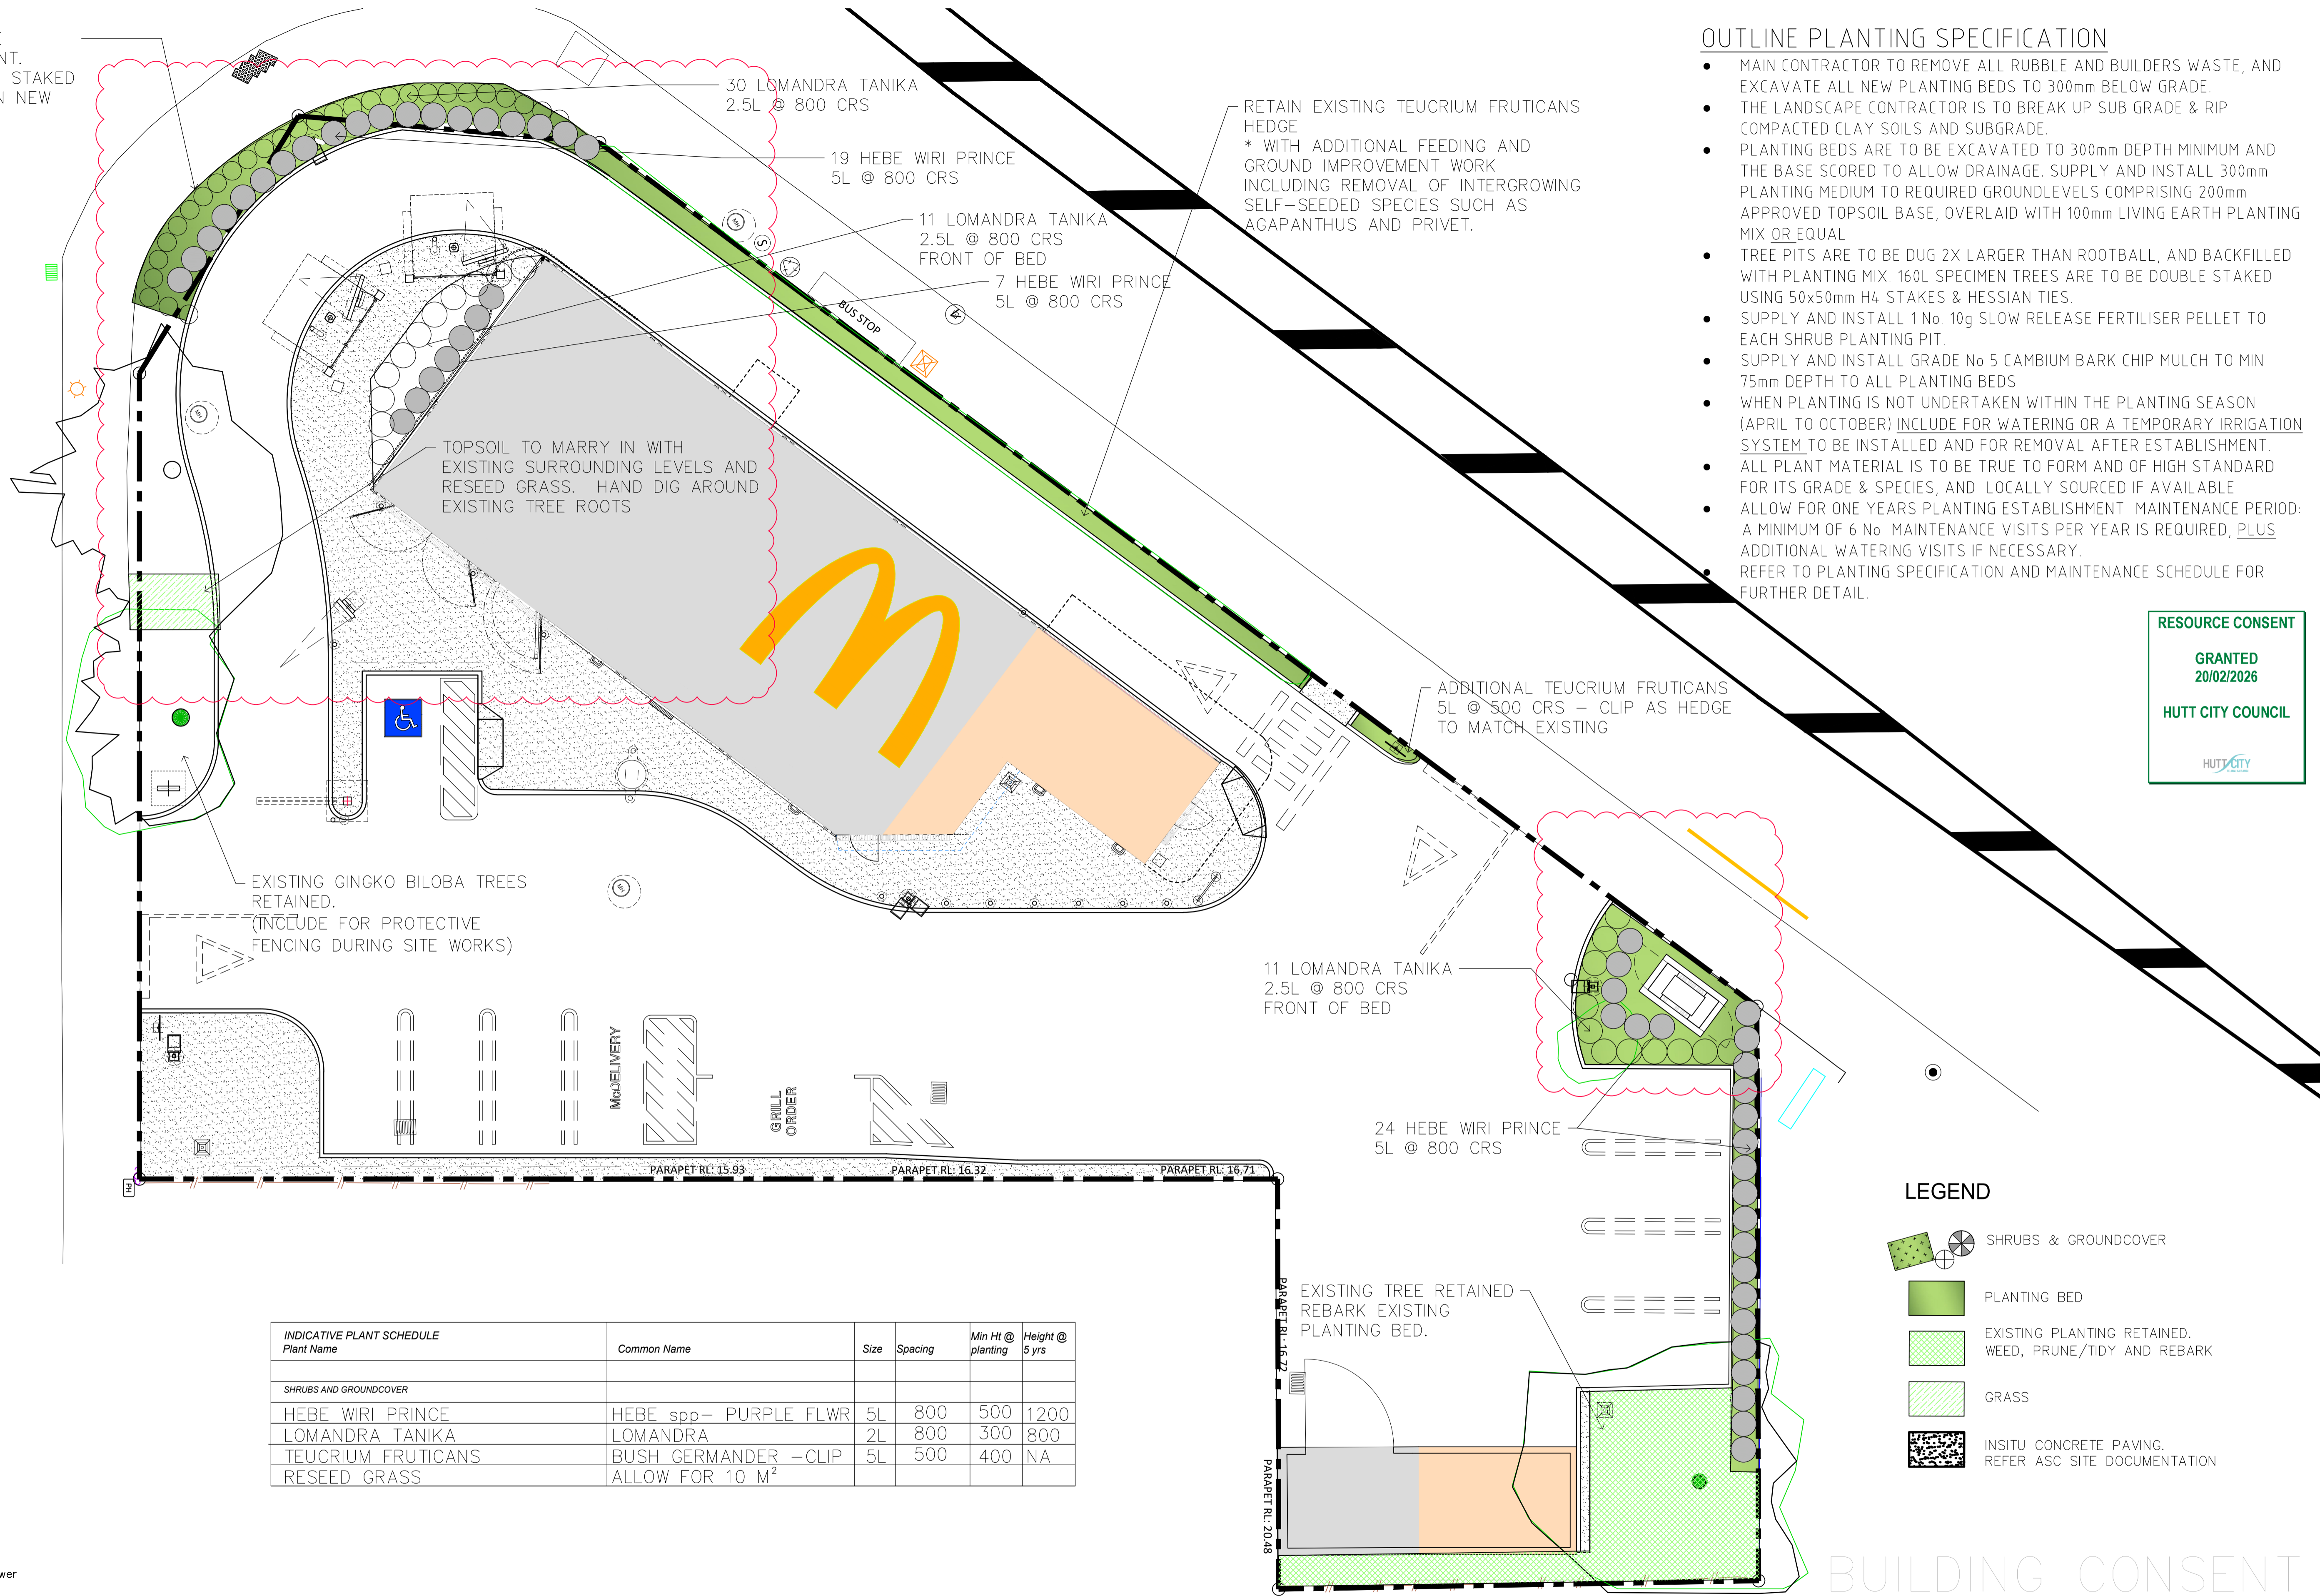 NT.
STAKED
N NEW
30 LOMANDRA TANIKA
2.5L @ 800 CRS
19 HEBE WIRI PRINCE
5L @ 800 CRS
11 LOMANDRA TANIKA
2.5L @ 800 CRS
FRONT OF BED
7 HEBE WIRI PRINCE
5L @ 800 CRS
RETAIN EXISTING TEUCRIUM FRUTICANS
HEDGE
* WITH ADDITIONAL FEEDING AND
GROUND IMPROVEMENT WORK
INCLUDING REMOVAL OF INTERGROWING
SELF-SEEDED SPECIES SUCH AS
AGAPANTHUS AND PRIVET.
OUTLINE PLANTING SPECIFICATION
• MAIN CONTRACTOR TO REMOVE ALL RUBBLE AND BUILDERS WASTE, AND
EXCAVATE ALL NEW PLANTING BEDS TO 300mm BELOW GRADE.
• THE LANDSCAPE CONTRACTOR IS TO BREAK UP SUB GRADE & RIP
COMPACTED CLAY SOILS AND SUBGRADE.
• PLANTING BEDS ARE TO BE EXCAVATED TO 300mm DEPTH MINIMUM AND
THE BASE SCORED TO ALLOW DRAINAGE. SUPPLY AND INSTALL 300mm
PLANTING MEDIUM TO REQUIRED GROUNDLEVELS COMPRISING 200mm
APPROVED TOPSOIL BASE, OVERLAID WITH 100mm LIVING EARTH PLANTING
MIX OR EQUAL
• TREE PITS ARE TO BE DUG 2X LARGER THAN ROOTBALL, AND BACKFILLED
WITH PLANTING MIX. 160L SPECIMEN TREES ARE TO BE DOUBLE STAKED
USING 50x50mm H4 STAKES & HESSIAN TIES.
• SUPPLY AND INSTALL 1 No. 10g SLOW RELEASE FERTILISER PELLET TO
EACH SHRUB PLANTING PIT.
• SUPPLY AND INSTALL GRADE No 5 CAMBIUM BARK CHIP MULCH TO MIN
75mm DEPTH TO ALL PLANTING BEDS
• WHEN PLANTING IS NOT UNDERTAKEN WITHIN THE PLANTING SEASON
(APRIL TO OCTOBER) INCLUDE FOR WATERING OR A TEMPORARY IRRIGATION
SYSTEM TO BE INSTALLED AND FOR REMOVAL AFTER ESTABLISHMENT.
• ALL PLANT MATERIAL IS TO BE TRUE TO FORM AND OF HIGH STANDARD
FOR ITS GRADE & SPECIES, AND LOCALLY SOURCED IF AVAILABLE
• ALLOW FOR ONE YEARS PLANTING ESTABLISHMENT MAINTENANCE PERIOD:
A MINIMUM OF 6 No MAINTENANCE VISITS PER YEAR IS REQUIRED, PLUS
ADDITIONAL WATERING VISITS IF NECESSARY.
• REFER TO PLANTING SPECIFICATION AND MAINTENANCE SCHEDULE FOR
FURTHER DETAIL.
RESOURCE CONSENT
GRANTED
20/02/2026
HUTT CITY COUNCIL
HUTT CITY
MH
S
BUS STOP
MH
TOPSOIL TO MARRY IN WITH
EXISTING SURROUNDING LEVELS AND
RESEED GRASS. HAND DIG AROUND
EXISTING TREE ROOTS
ADDITIONAL TEUCRIUM FRUTICANS
5L @ 500 CRS - CLIP AS HEDGE
TO MATCH EXISTING
EXISTING GINGKO BILOBA TREES
RETAINED.
(INCLUDE FOR PROTECTIVE
FENCING DURING SITE WORKS)
MH
11 LOMANDRA TANIKA
2.5L @ 800 CRS
FRONT OF BED
McDELIVERY
GRILL
ORDER
24 HEBE WIRI PRINCE
5L @ 800 CRS
PARAPET RL: 15.93
PARAPET RL: 16.32
PARAPET RL: 16.71
PH
PARAPET RL: 16.72
EXISTING TREE RETAINED
REBARK EXISTING
PLANTING BED.
PARAPET RL: 20.48
LEGEND
SHRUBS & GROUNDCOVER
PLANTING BED
EXISTING PLANTING RETAINED.
WEED, PRUNE/TIDY AND REBARK
GRASS
INSITU CONCRETE PAVING.
REFER ASC SITE DOCUMENTATION
INDICATIVE PLANT SCHEDULE
Plant Name Common Name Size Spacing Min Ht @ planting Height @ 5 yrs
SHRUBS AND GROUNDCOVER
HEBE WIRI PRINCE HEBE spp- PURPLE FLWR 5L 800 500 1200
LOMANDRA TANIKA LOMANDRA 2L 800 300 800
TEUCRIUM FRUTICANS BUSH GERMANDER -CLIP 5L 500 400 NA
RESEED GRASS ALLOW FOR 10 M²
wer
BUILDING CONSENT